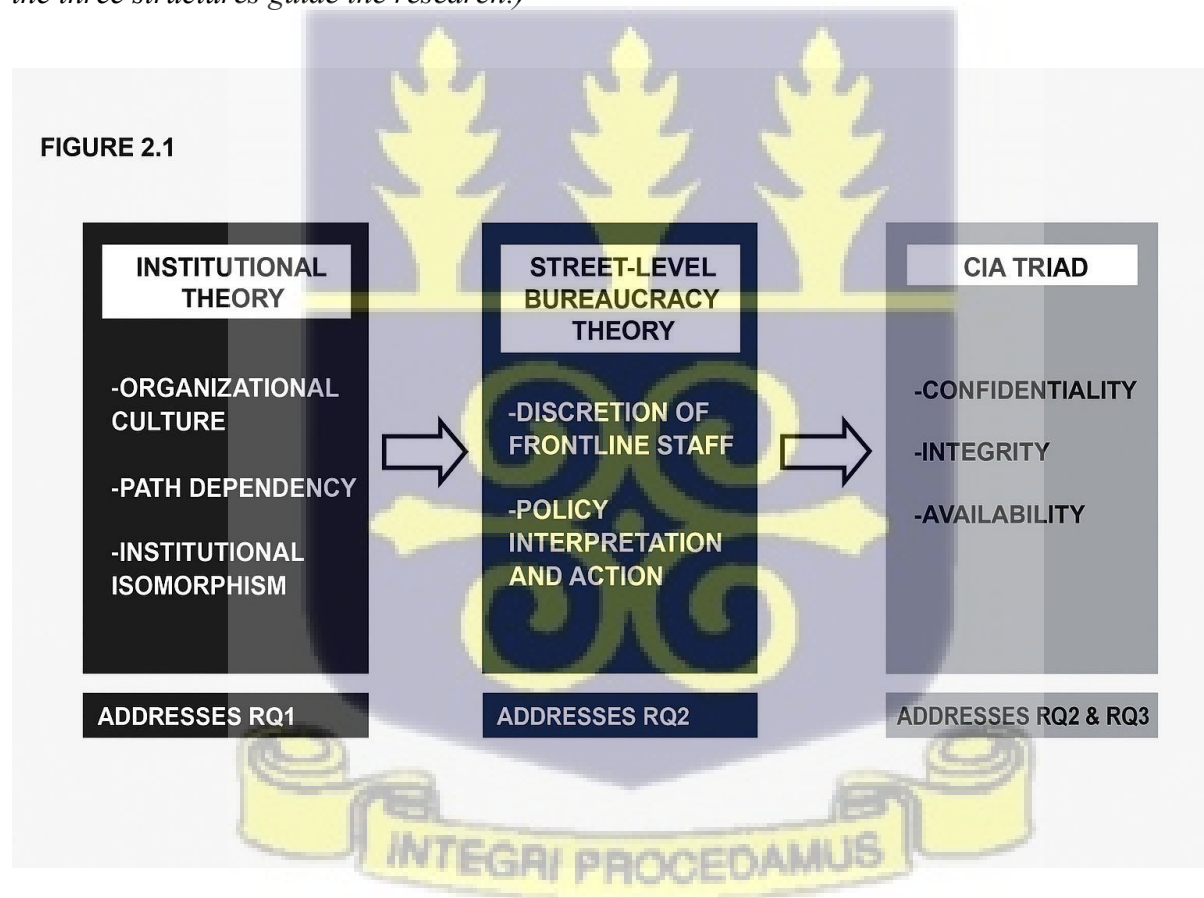 the three structures guide the research.)
FIGURE 2.1
INSTITUTIONAL
THEORY
-ORGANIZATIONAL
CULTURE
-PATH DEPENDENCY
-INSTITUTIONAL
ISOMORPHISM
ADDRESSES RQ1
STREET-LEVEL
BUREAUCRACY
THEORY
-DISCRETION OF
FRONTLINE STAFF
-POLICY
INTERPRETATION
AND ACTION
ADDRESSES RQ2
CIA TRIAD
-CONFIDENTIALITY
-INTEGRITY
-AVAILABILITY
ADDRESSES RQ2 & RQ3
INTEGRI PROCEDAMUS